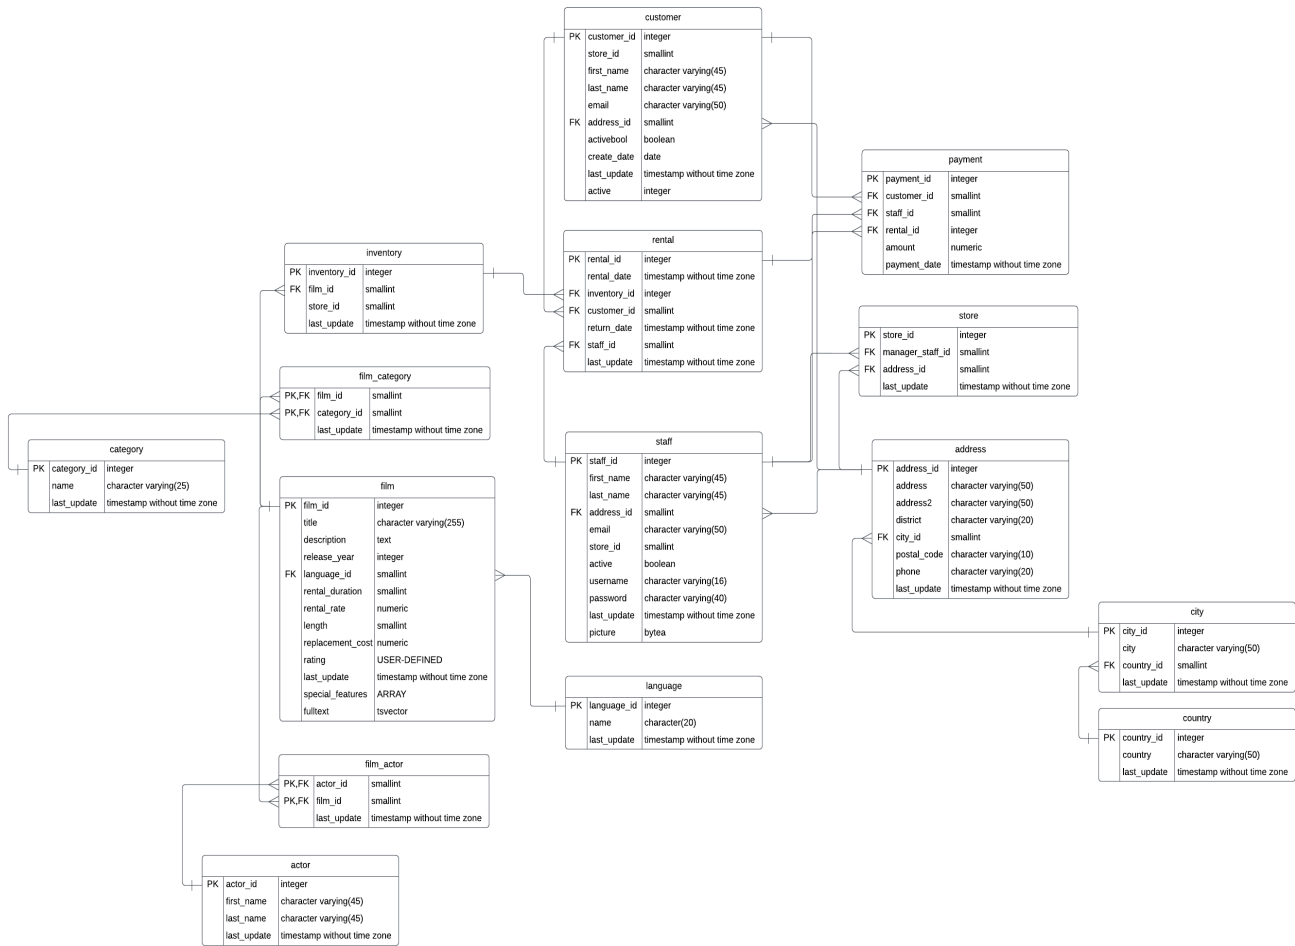 customer
PK customer_id integer
store_id smallint
first_name character varying(45)
last_name character varying(45)
email character varying(50)
FK address_id smallint
activebool boolean
create_date date
last_update timestamp without time zone
active integer
payment
PK payment_id integer
FK customer_id smallint
FK staff_id smallint
FK rental_id integer
amount numeric
payment_date timestamp without time zone
rental
PK rental_id integer
rental_date timestamp without time zone
FK inventory_id integer
FK customer_id smallint
return_date timestamp without time zone
FK staff_id smallint
last_update timestamp without time zone
inventory
PK inventory_id integer
FK film_id smallint
store_id smallint
last_update timestamp without time zone
store
PK store_id integer
FK manager_staff_id smallint
FK address_id smallint
last_update timestamp without time zone
film_category
PK,FK film_id smallint
PK,FK category_id smallint
last_update timestamp without time zone
category
PK category_id integer
name character varying(25)
last_update timestamp without time zone
staff
PK staff_id integer
first_name character varying(45)
last_name character varying(45)
FK address_id smallint
email character varying(50)
store_id smallint
active boolean
username character varying(16)
password character varying(40)
last_update timestamp without time zone
picture bytea
address
PK address_id integer
address character varying(50)
address2 character varying(50)
district character varying(20)
FK city_id smallint
postal_code character varying(10)
phone character varying(20)
last_update timestamp without time zone
film
PK film_id integer
title character varying(255)
description text
release_year integer
FK language_id smallint
rental_duration smallint
rental_rate numeric
length smallint
replacement_cost numeric
rating USER-DEFINED
last_update timestamp without time zone
special_features ARRAY
fulltext tsvector
city
PK city_id integer
city character varying(50)
FK country_id smallint
last_update timestamp without time zone
language
PK language_id integer
name character(20)
last_update timestamp without time zone
country
PK country_id integer
country character varying(50)
last_update timestamp without time zone
film_actor
PK,FK actor_id smallint
PK,FK film_id smallint
last_update timestamp without time zone
actor
PK actor_id integer
first_name character varying(45)
last_name character varying(45)
last_update timestamp without time zone